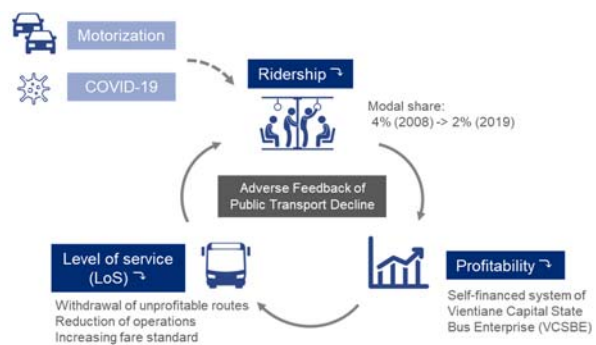 Motorization
COVID-19
Ridership ⤵
Modal share:
4% (2008) -> 2% (2019)
Adverse Feedback of
Public Transport Decline
Level of service
(LoS) ⤵
Withdrawal of unprofitable routes
Reduction of operations
Increasing fare standard
Profitability ⤵
Self-financed system of
Vientiane Capital State
Bus Enterprise (VCSBE)